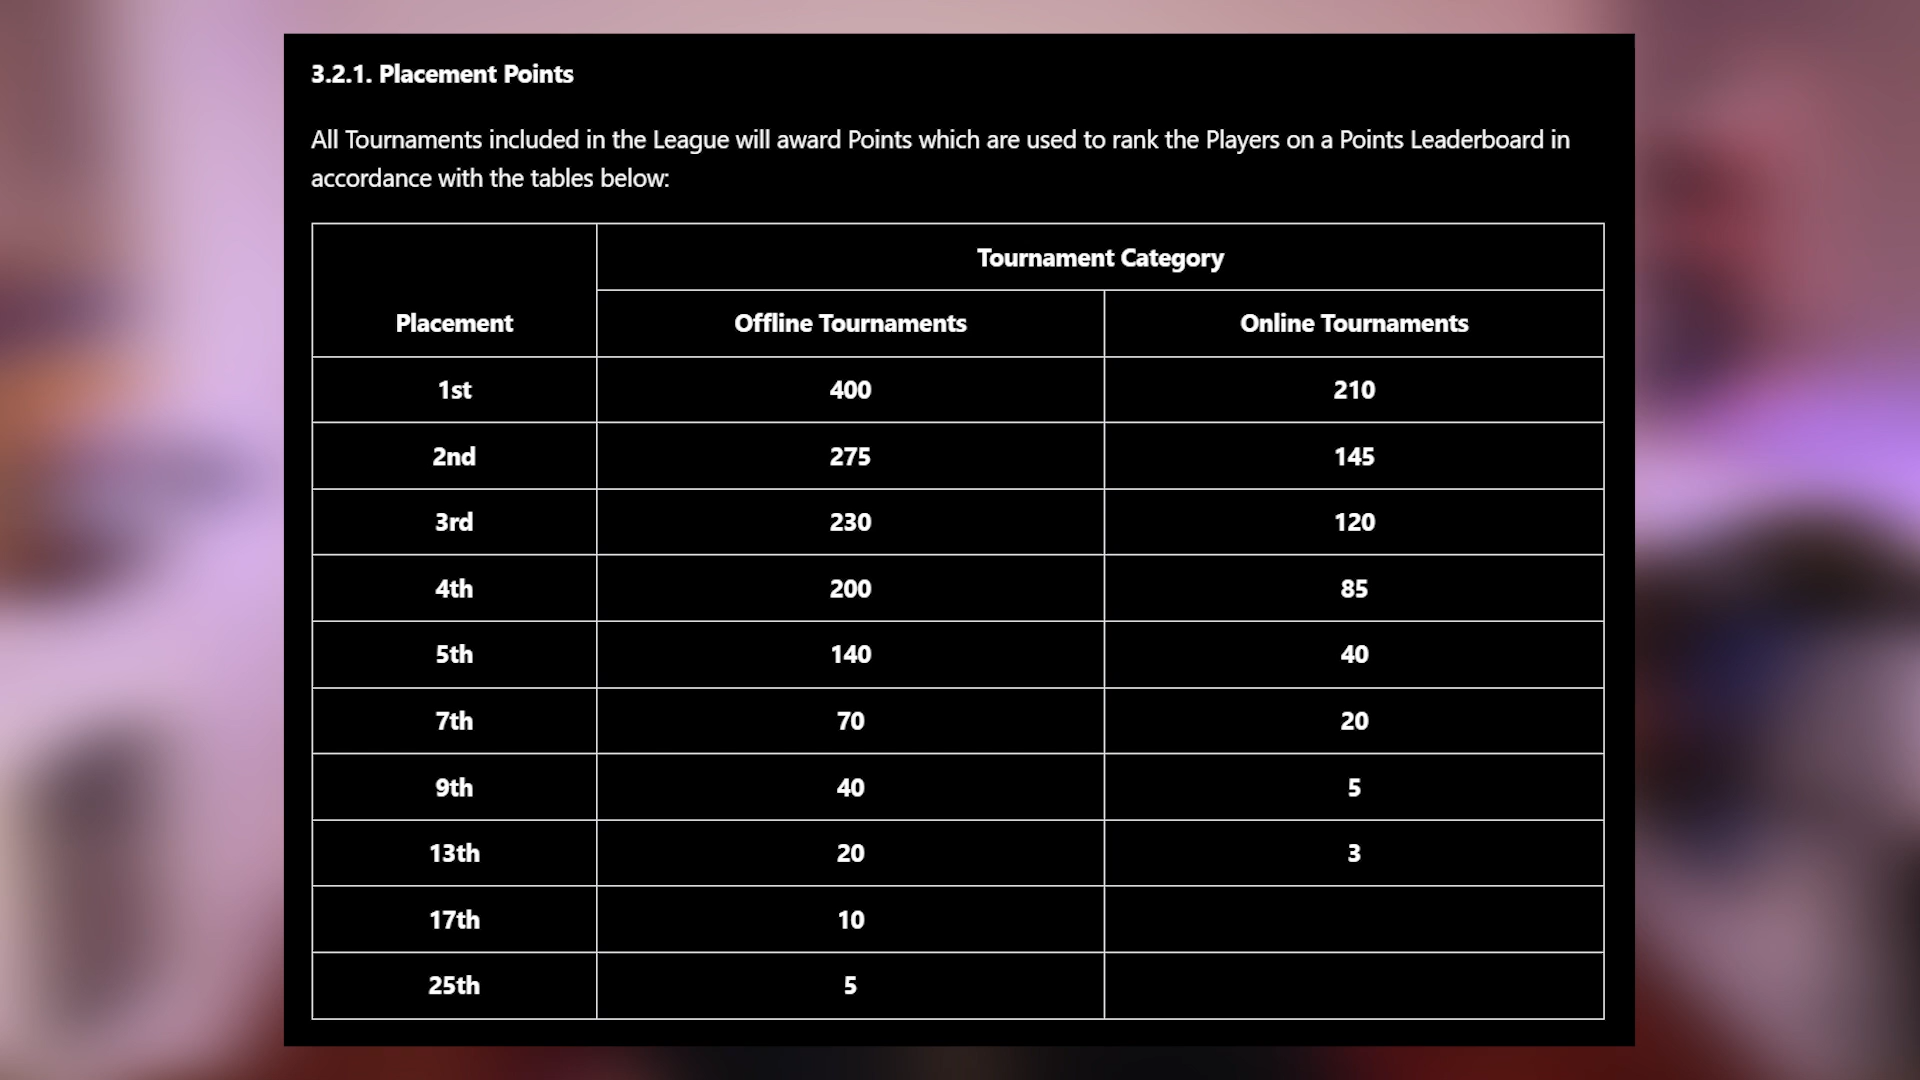 3.2.1. Placement Points
All Tournaments included in the League will award Points which are used to rank the Players on a Points Leaderboard in
accordance with the tables below:
Tournament Category
Placement Offline Tournaments Online Tournaments
1st 400 210
2nd 275 145
3rd 230 120
4th 200 85
5th 140 40
7th 70 20
9th 40 5
13th 20 3
17th 10
25th 5